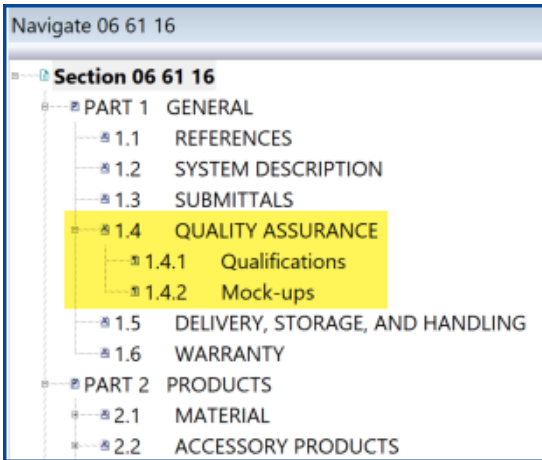 Navigate 06 61 16
Section 06 61 16
PART 1 GENERAL
1.1 REFERENCES
1.2 SYSTEM DESCRIPTION
1.3 SUBMITTALS
1.4 QUALITY ASSURANCE
1.4.1 Qualifications
1.4.2 Mock-ups
1.5 DELIVERY, STORAGE, AND HANDLING
1.6 WARRANTY
PART 2 PRODUCTS
2.1 MATERIAL
2.2 ACCESSORY PRODUCTS